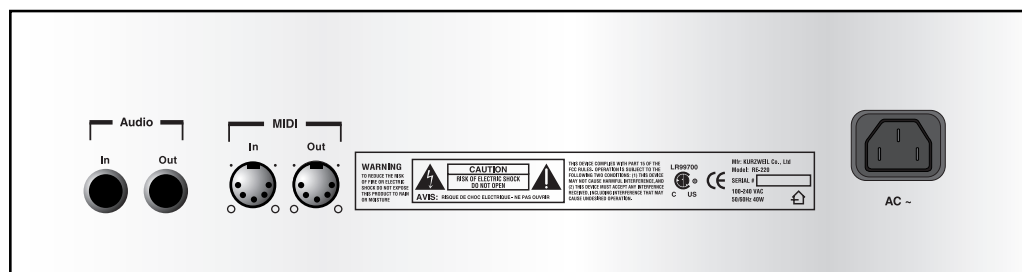 Audio
In
Out
MIDI
In
Out
WARNING
TO REDUCE THE RISK
OF FIRE OR ELECTRIC
SHOCK DO NOT EXPOSE
THIS PRODUCT TO RAIN
OR MOISTURE
CAUTION
RISK OF ELECTRIC SHOCK
DO NOT OPEN
AVIS: RISQUE DE CHOC ELECTRIQUE - NE PAS OUVRIR
THIS DEVICE COMPLIES WITH PART 15 OF THE
FCC RULES. OPERATION IS SUBJECT TO THE
FOLLOWING TWO CONDITIONS: (1) THIS DEVICE
MAY NOT CAUSE HARMFUL INTERFERENCE, AND
(2) THIS DEVICE MUST ACCEPT ANY INTERFERENCE
RECEIVED, INCLUDING INTERFERENCE THAT MAY
CAUSE UNDESIRED OPERATION.
LR99700
C US
CE
Mfr: KURZWEIL Co., Ltd
Model: RE-220
SERIAL #
100-240 VAC
50/60Hz 40W
AC ~